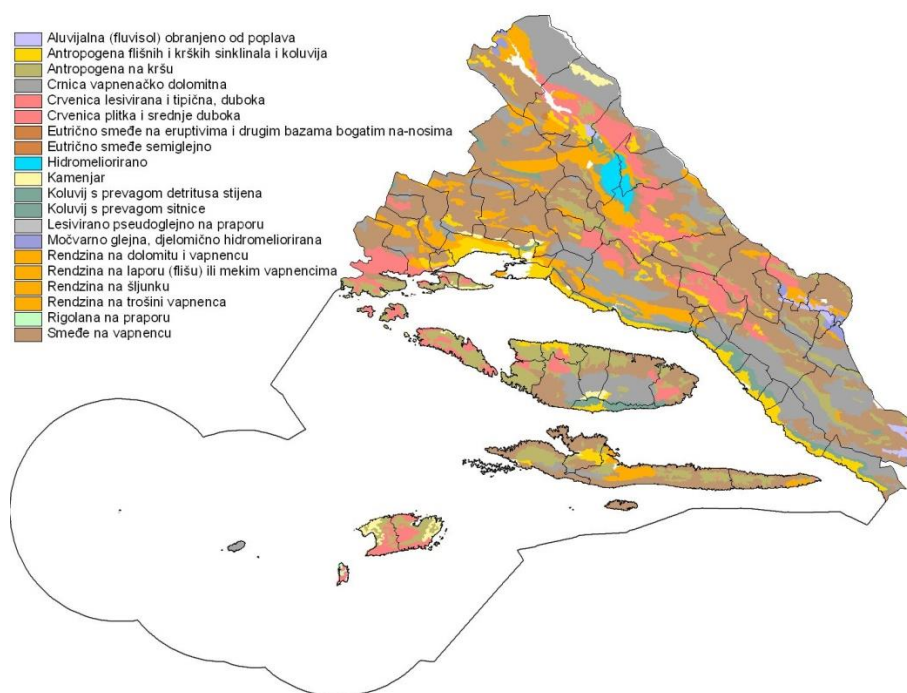 Aluvijalna (fluvisol) obranjeno od poplava
Antropogena flišnih i krških sinklinala i koluvija
Antropogena na kršu
Crnica vapnenačko dolomitna
Crvenica lesivirana i tipična, duboka
Crvenica plitka i srednje duboka
Eutrično smeđe na eruptivima i drugim bazama bogatim na-nosima
Eutrično smeđe semiglejno
Hidromeliorirano
Kamenjar
Koluvij s prevagom detritusa stijena
Koluvij s prevagom sitnice
Lesivirano pseudoglejno na praporu
Močvarno glejna, djelomično hidromeliorirana
Rendzina na dolomitu i vapnencu
Rendzina na laporu (flišu) ili mekim vapnencima
Rendzina na šljunku
Rendzina na trošini vapnenca
Rigolana na praporu
Smeđe na vapnencu